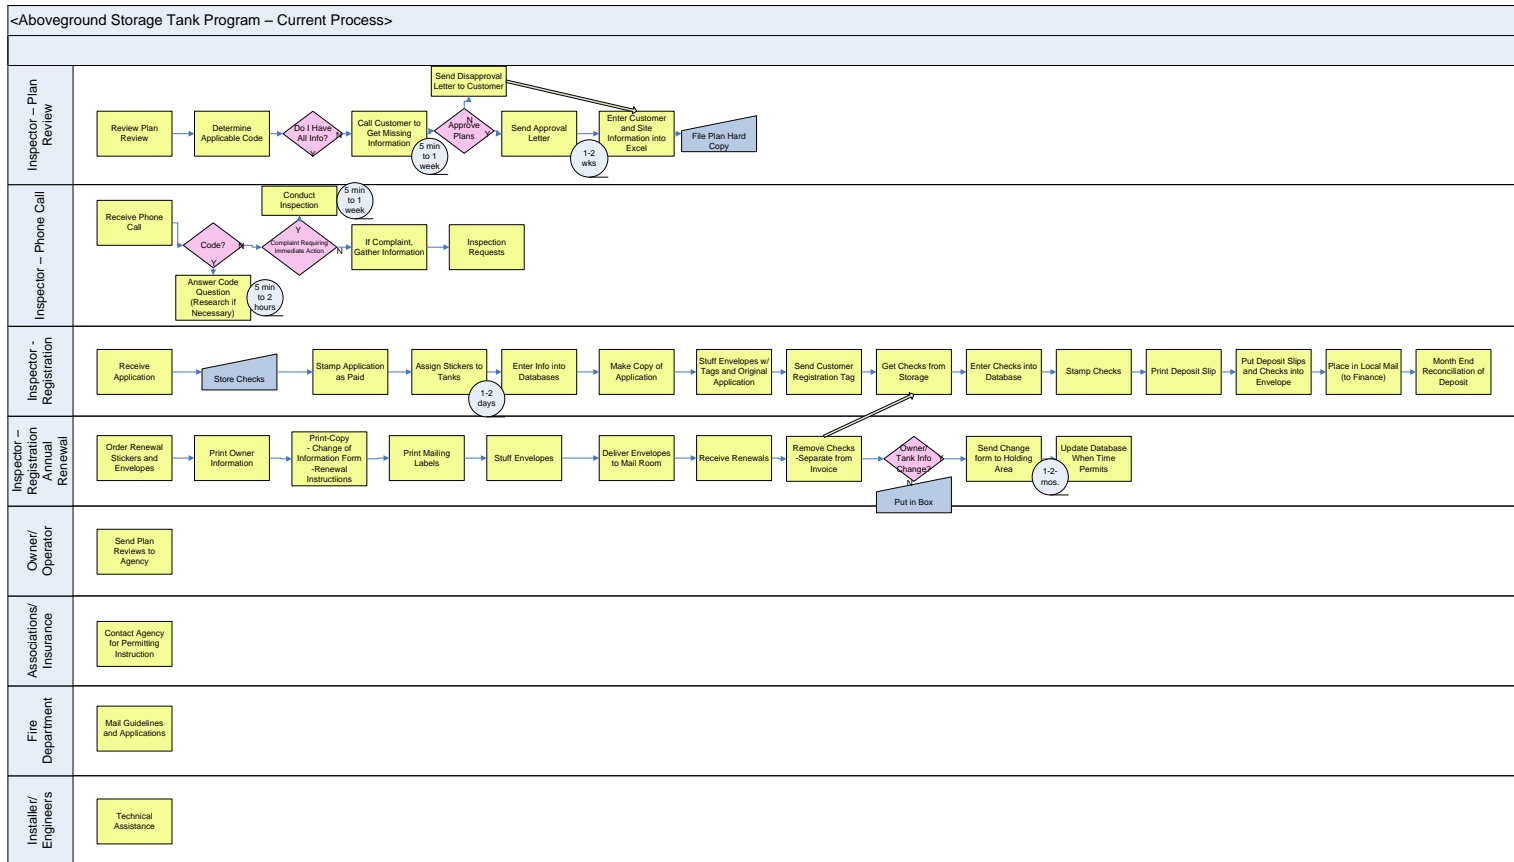 <Aboveground Storage Tank Program – Current Process>
Inspector – Plan
Review
Review Plan
Review
Determine
Applicable Code
Do I Have
All Info?
N
Y
Call Customer to
Get Missing
Information
5 min
to 1
week
Send Disapproval
Letter to Customer
N
Approve
Plans
Y
Send Approval
Letter
1-2
wks
Enter Customer
and Site
Information into
Excel
File Plan Hard
Copy
Inspector – Phone Call
Receive Phone
Call
Code?
N
Y
Answer Code
Question
(Research if
Necessary)
5 min
to 2
hours
Conduct
Inspection
5 min
to 1
week
Y
Complaint Requiring
Immediate Action
N
If Complaint,
Gather Information
Inspection
Requests
Inspector -
Registration
Receive
Application
Store Checks
Stamp Application
as Paid
Assign Stickers to
Tanks
1-2
days
Enter Info into
Databases
Make Copy of
Application
Stuff Envelopes w/
Tags and Original
Application
Send Customer
Registration Tag
Get Checks from
Storage
Enter Checks into
Database
Stamp Checks
Print Deposit Slip
Put Deposit Slips
and Checks into
Envelope
Place in Local Mail
(to Finance)
Month End
Reconciliation of
Deposit
Inspector –
Registration
Annual
Renewal
Order Renewal
Stickers and
Envelopes
Print Owner
Information
Print-Copy
- Change of
Information Form
-Renewal
Instructiions
Print Mailing
Labels
Stuff Envelopes
Deliver Envelopes
to Mail Room
Receive Renewals
Remove Checks
-Separate from
Invoice
Owner/
Tank Info
Change?
Y
N
Put in Box
Send Change
form to Holding
Area
1-2-
mos.
Update Database
When Time
Permits
Owner/
Operator
Send Plan
Reviews to
Agency
Associations/
Insurance
Contact Agency
for Permitting
Instruction
Fire
Department
Mail Guidelines
and Applications
Installer/
Engineers
Technical
Assistance